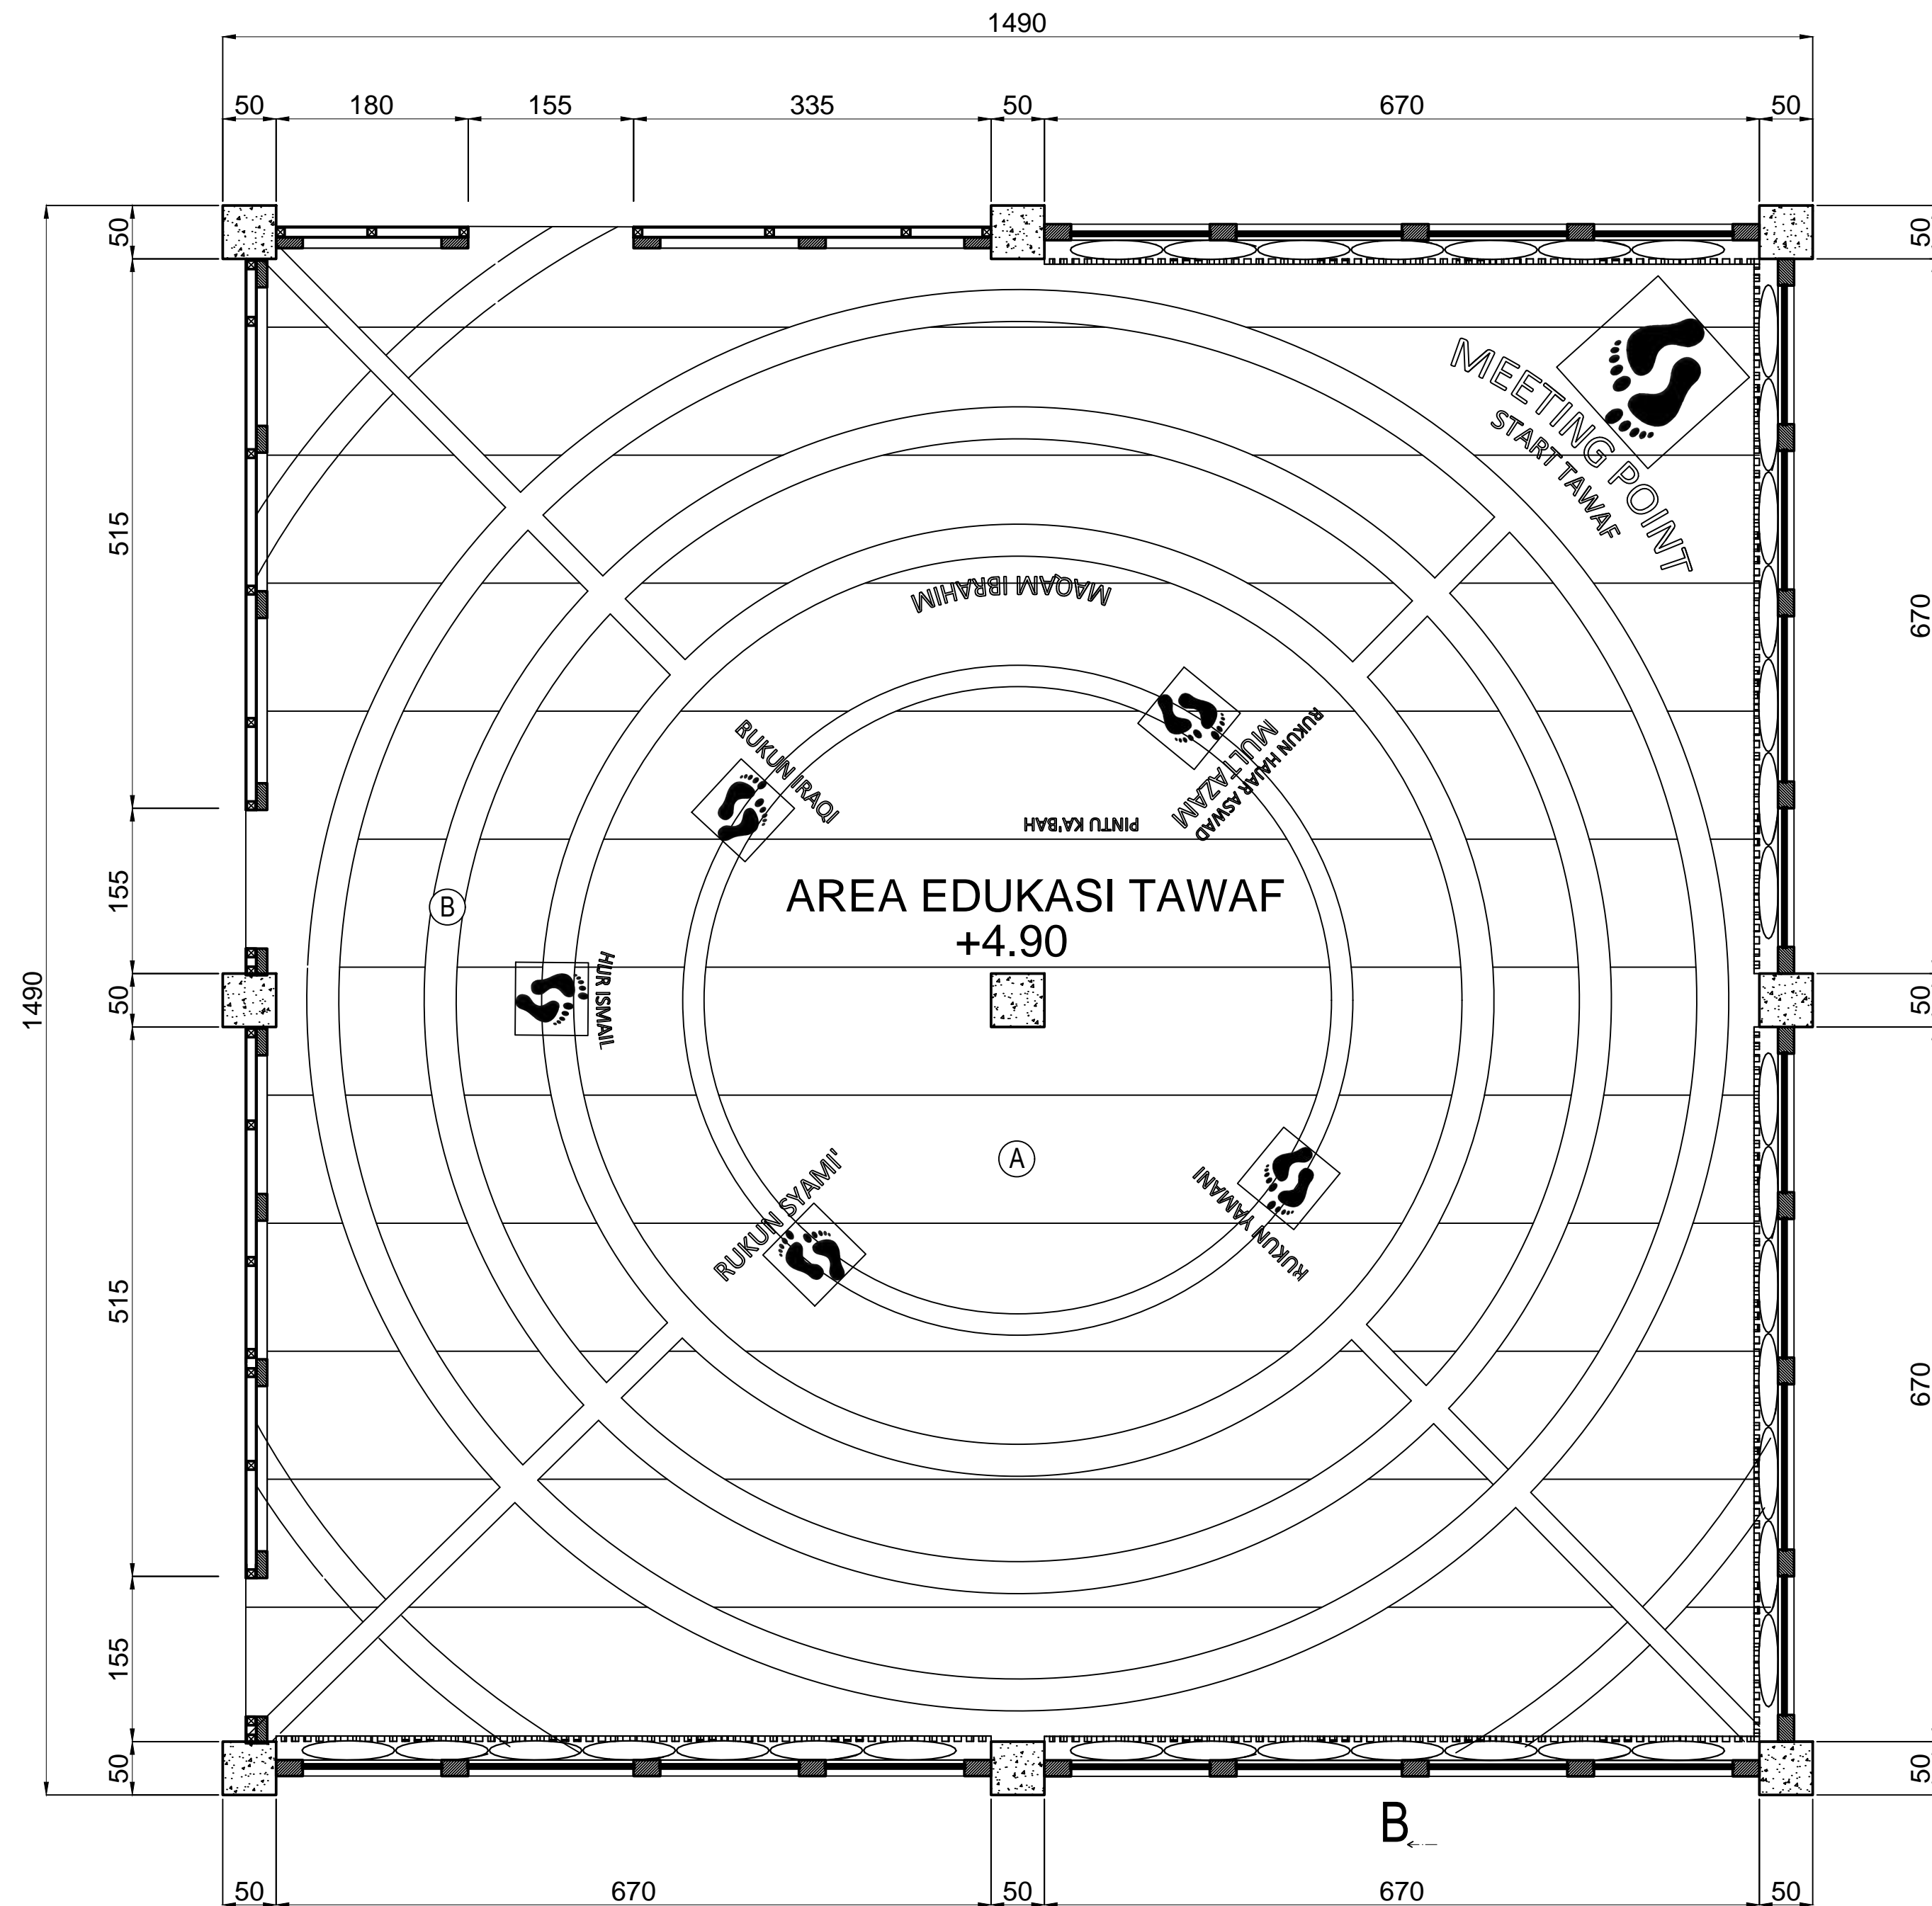 1490
50 180 155 335 50 670 50
50
50
MEETING POINT
START TAWAF
515
MAQAM IBRAHIM
670
RUKUN IRAQI
RUKUN HAJAR ASWAD
MULTAZAM
PINTU KA'BAH
155
AREA EDUKASI TAWAF
+4.90
B
HIJR ISMAIL
1490
50
50
A
RUKUN SYAMI'
RUKUN YAMANI
515
670
155
50
50
B
50 670 50 670 50